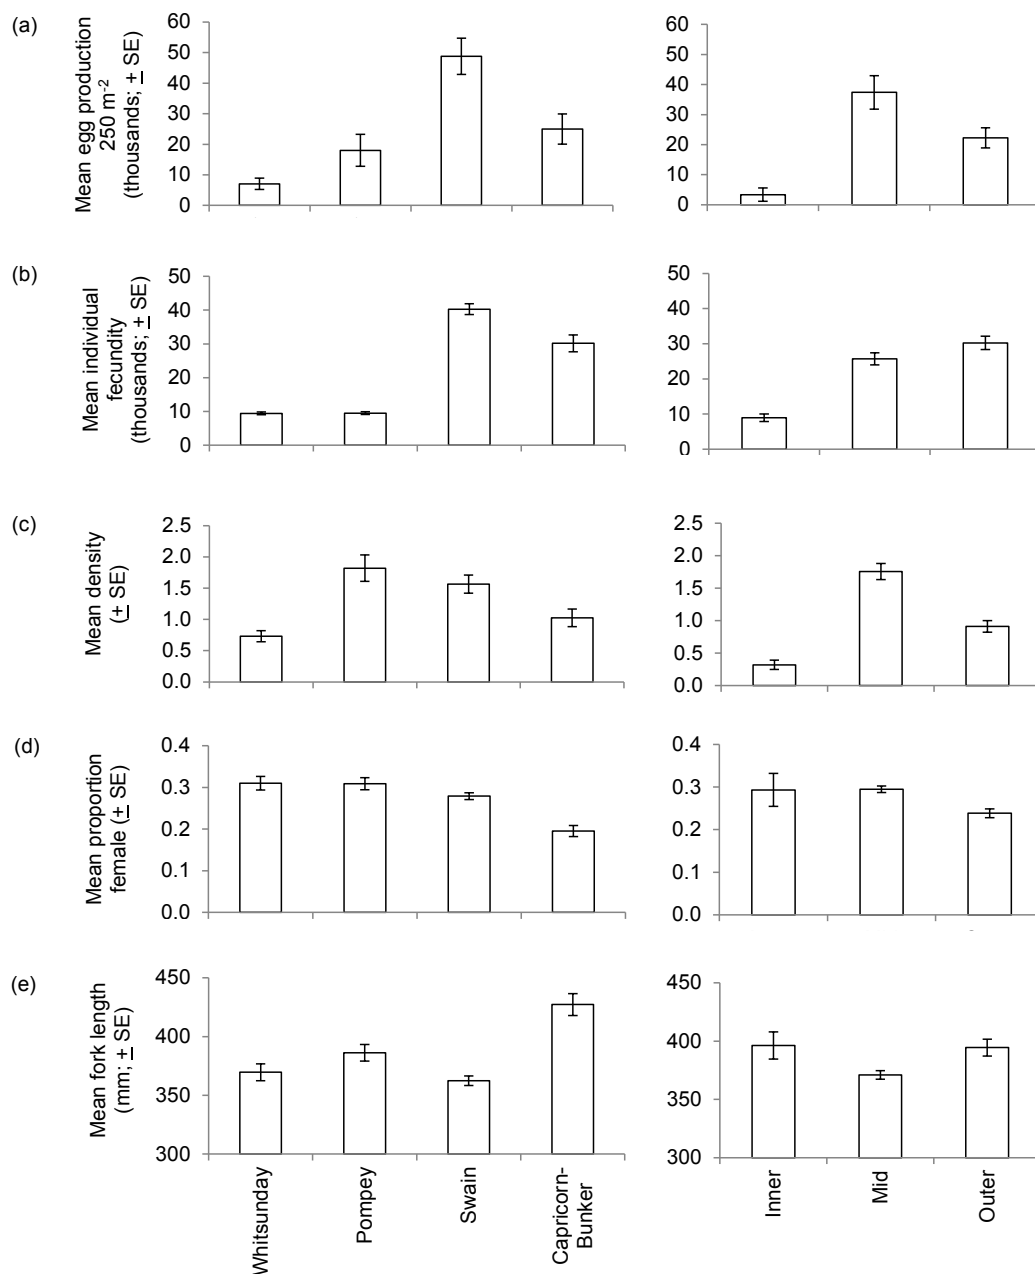 (a)
Mean egg production
250 m-2
(thousands; ± SE)
60
50
40
30
20
10
0
60
50
40
30
20
10
0
(b)
Mean individual
fecundity
(thousands; ± SE)
50
40
30
20
10
0
50
40
30
20
10
0
(c)
Mean density
(± SE)
2.5
2.0
1.5
1.0
0.5
0.0
2.5
2.0
1.5
1.0
0.5
0.0
(d)
Mean proportion
female (± SE)
0.4
0.3
0.2
0.1
0.0
0.4
0.3
0.2
0.1
0.0
(e)
Mean fork length
(mm; ± SE)
450
400
350
300
450
400
350
300
Whitsunday
Pompey
Swain
Capricorn-
Bunker
Inner
Mid
Outer